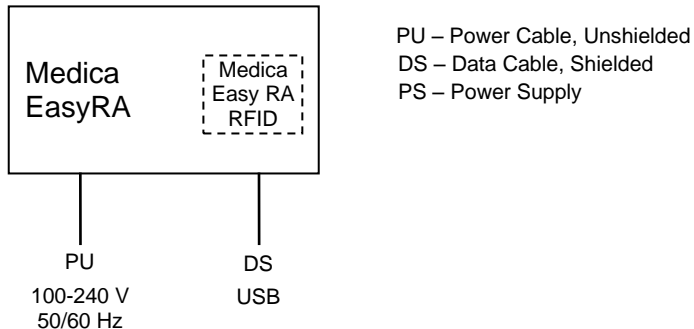 Medica
EasyRA
Medica
Easy RA
RFID
PU – Power Cable, Unshielded
DS – Data Cable, Shielded
PS – Power Supply
PU
100-240 V
50/60 Hz
DS
USB